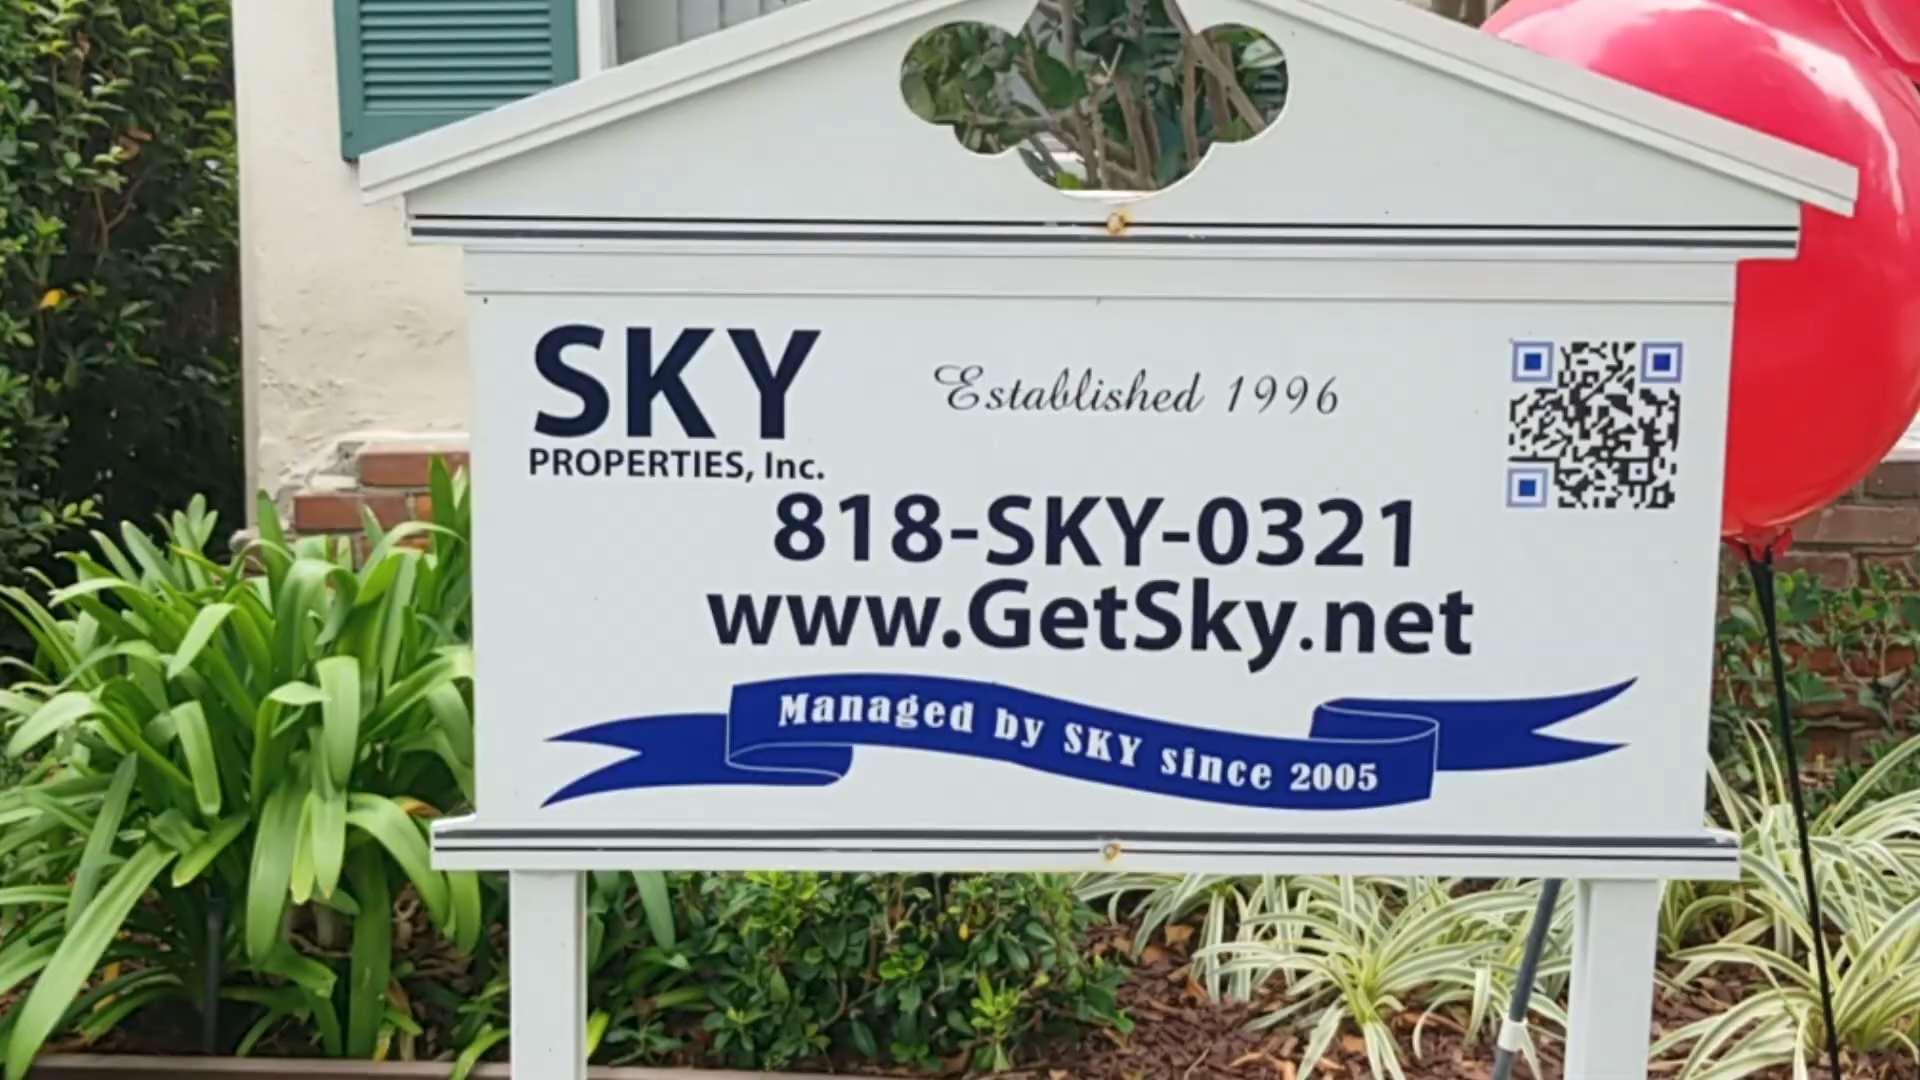 SKY
PROPERTIES, Inc.
Established 1996
818-SKY-0321
www.GetSky.net
Managed by SKY since 2005